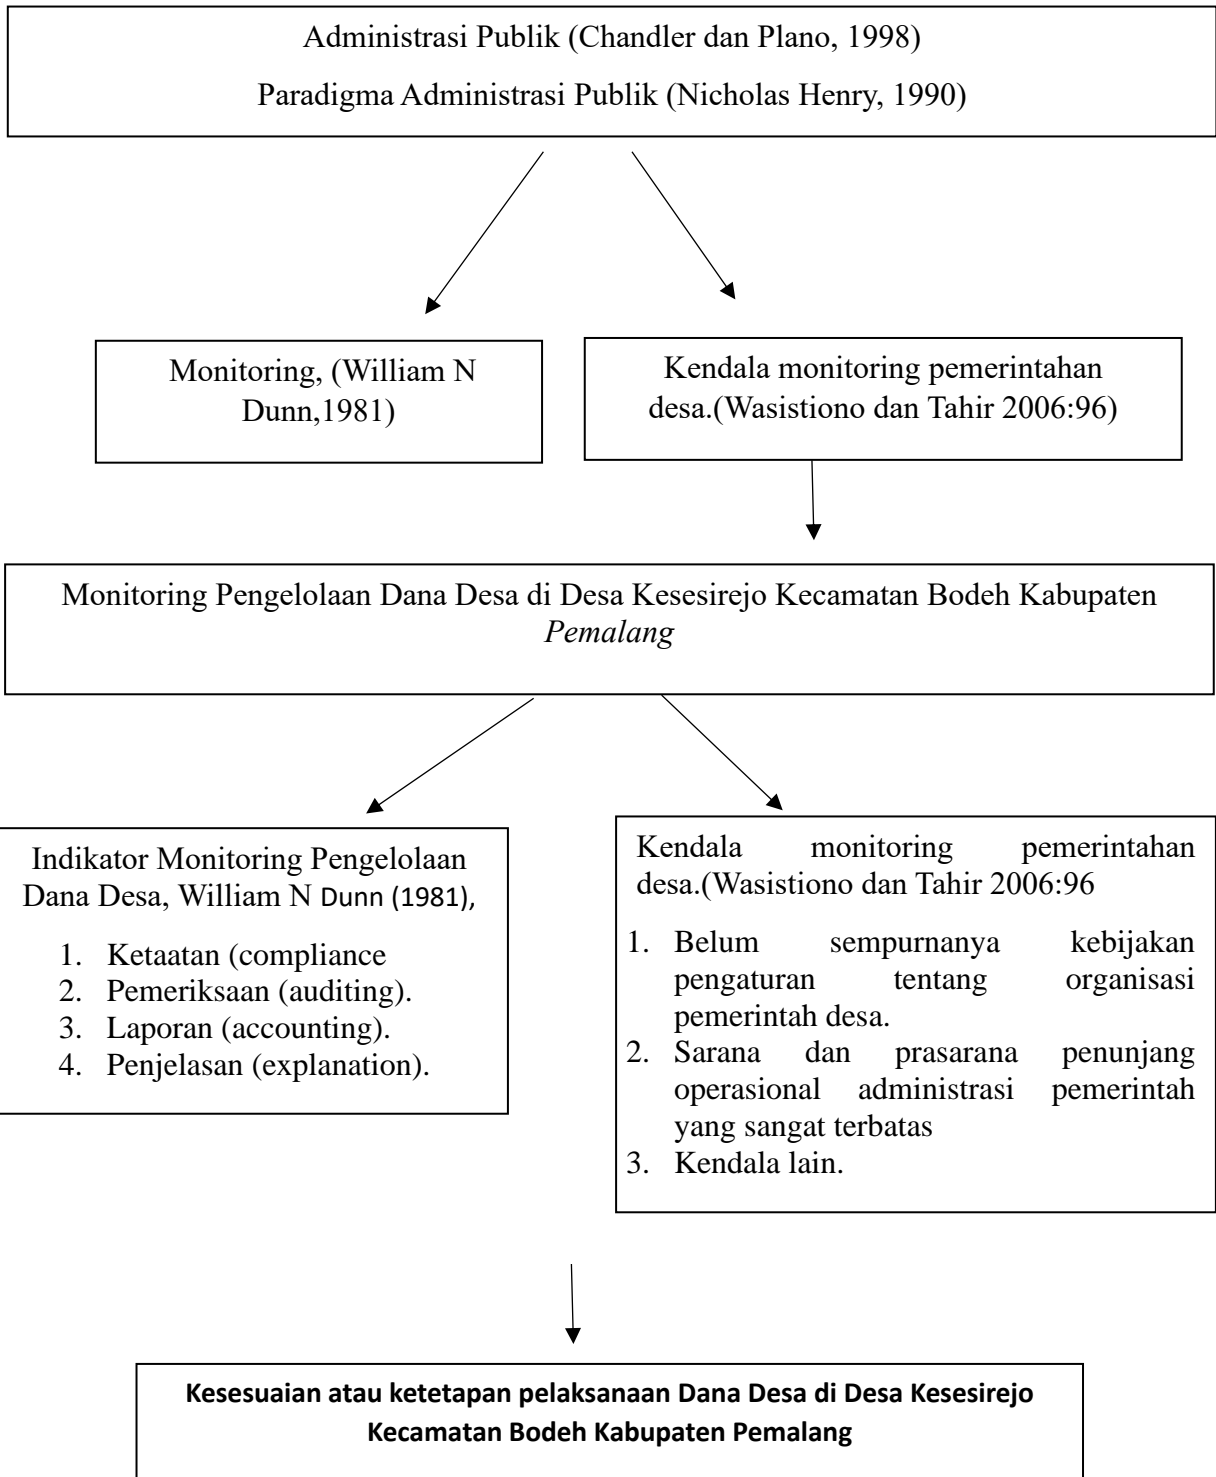 Administrasi Publik (Chandler dan Plano, 1998)
Paradigma Administrasi Publik (Nicholas Henry, 1990)
Monitoring, (William N
Dunn,1981)
Kendala monitoring pemerintahan
desa.(Wasistiono dan Tahir 2006:96)
Monitoring Pengelolaan Dana Desa di Desa Kesesirejo Kecamatan Bodeh Kabupaten
Pemalang
Indikator Monitoring Pengelolaan
Dana Desa, William N Dunn (1981),
1. Ketaatan (compliance
2. Pemeriksaan (auditing).
3. Laporan (accounting).
4. Penjelasan (explanation).
Kendala monitoring pemerintahan
desa.(Wasistiono dan Tahir 2006:96
1. Belum sempurnanya kebijakan
pengaturan tentang organisasi
pemerintah desa.
2. Sarana dan prasarana penunjang
operasional administrasi pemerintah
yang sangat terbatas
3. Kendala lain.
Kesesuaian atau ketetapan pelaksanaan Dana Desa di Desa Kesesirejo
Kecamatan Bodeh Kabupaten Pemalang